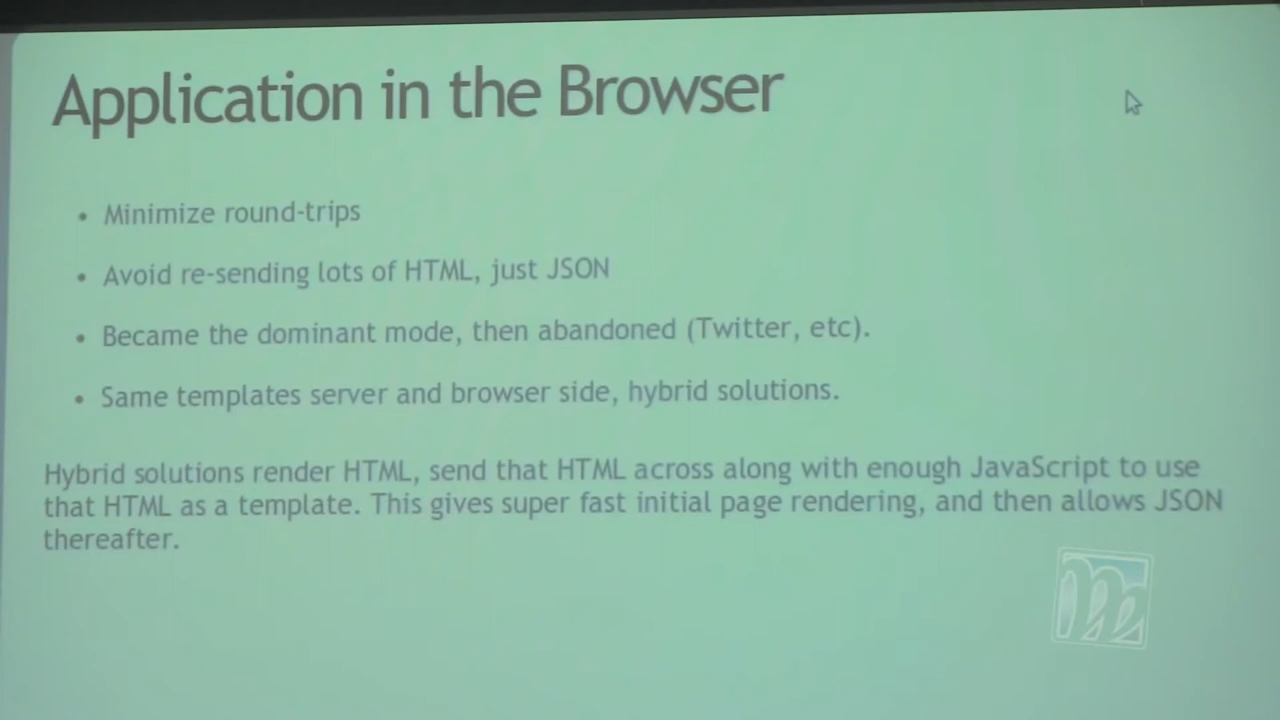 Application in the Browser
• Minimize round-trips
• Avoid re-sending lots of HTML, just JSON
• Became the dominant mode, then abandoned (Twitter, etc).
• Same templates server and browser side, hybrid solutions.
Hybrid solutions render HTML, send that HTML across along with enough JavaScript to use
that HTML as a template. This gives super fast initial page rendering, and then allows JSON
thereafter.